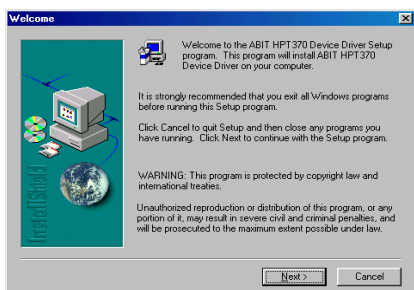 Welcome
Welcome to the ABIT HPT370 Device Driver Setup
program. This program will install ABIT HPT370
Device Driver on your computer.
It is strongly recommended that you exit all Windows programs
before running this Setup program.
Click Cancel to quit Setup and then close any programs you
have running. Click Next to continue with the Setup program.
WARNING: This program is protected by copyright law and
international treaties.
Unauthorized reproduction or distribution of this program, or any
portion of it, may result in severe civil and criminal penalties, and
will be prosecuted to the maximum extent possible under law.
InstallShield
Next >
Cancel